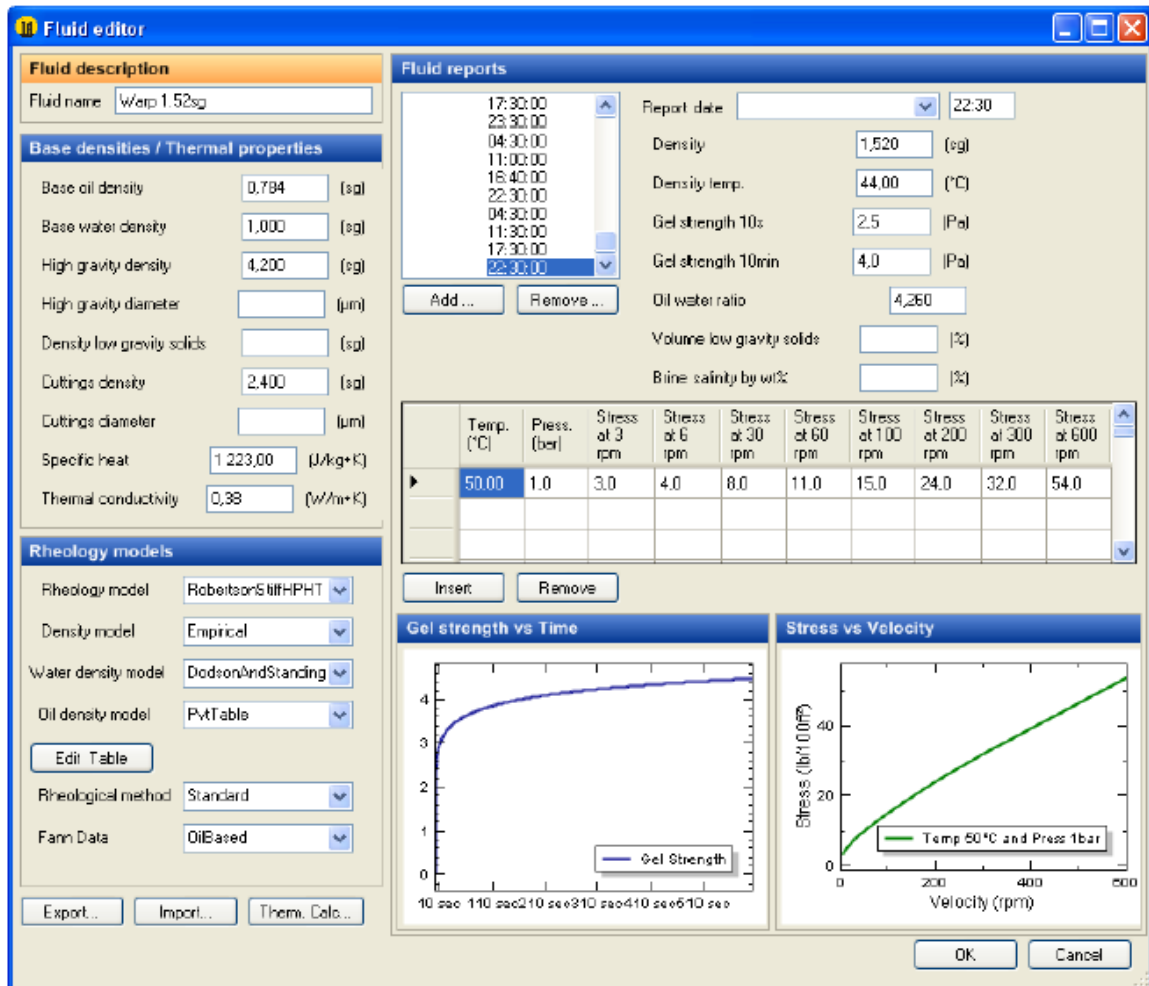 Fluid editor
Fluid description
Fluid name Warp 1.52sg
Base densities / Thermal properties
Base oil density 0,784 (sg)
Base water density 1,000 (sg)
High gravity density 4,200 (sg)
High gravity diameter (µm)
Density low gravity solids (sg)
Cuttings density 2,400 (sg)
Cuttings diameter (µm)
Specific heat 1 223,00 (J/kg*K)
Thermal conductivity 0,38 (W/m*K)
Rheology models
Rheology model RobertsonStiffHPHT
Density model Empirical
Water density model DodsonAndStanding
Oil density model PvtTable
Edit Table
Rheological method Standard
Fann Data OilBased
Export... Import... Therm. Calc...
Fluid reports
17:30:00
23:30:00
04:30:00
11:00:00
16:40:00
22:30:00
04:30:00
11:30:00
17:30:00
22:30:00
Add ... Remove ...
Report date 22:30
Density 1,520 (sg)
Density temp. 44,00 (°C)
Gel strength 10s 2.5 (Pa)
Gel strength 10min 4,0 (Pa)
Oil water ratio 4,260
Volume low gravity solids (%)
Brine salinity by wt% (%)
Temp. (°C) Press. (bar) Stress at 3 rpm Stress at 6 rpm Stress at 30 rpm Stress at 60 rpm Stress at 100 rpm Stress at 200 rpm Stress at 300 rpm Stress at 600 rpm
50.00 1.0 3.0 4.0 8.0 11.0 15.0 24.0 32.0 54.0
Insert Remove
Gel strength vs Time
4
3
2
1
0
Gel Strength
10 sec 110 sec 210 sec 310 sec 410 sec 510 sec
Stress vs Velocity
Stress (lb/100ft²)
40
20
0
Temp 50°C and Press 1bar
0 200 400 600
Velocity (rpm)
OK Cancel